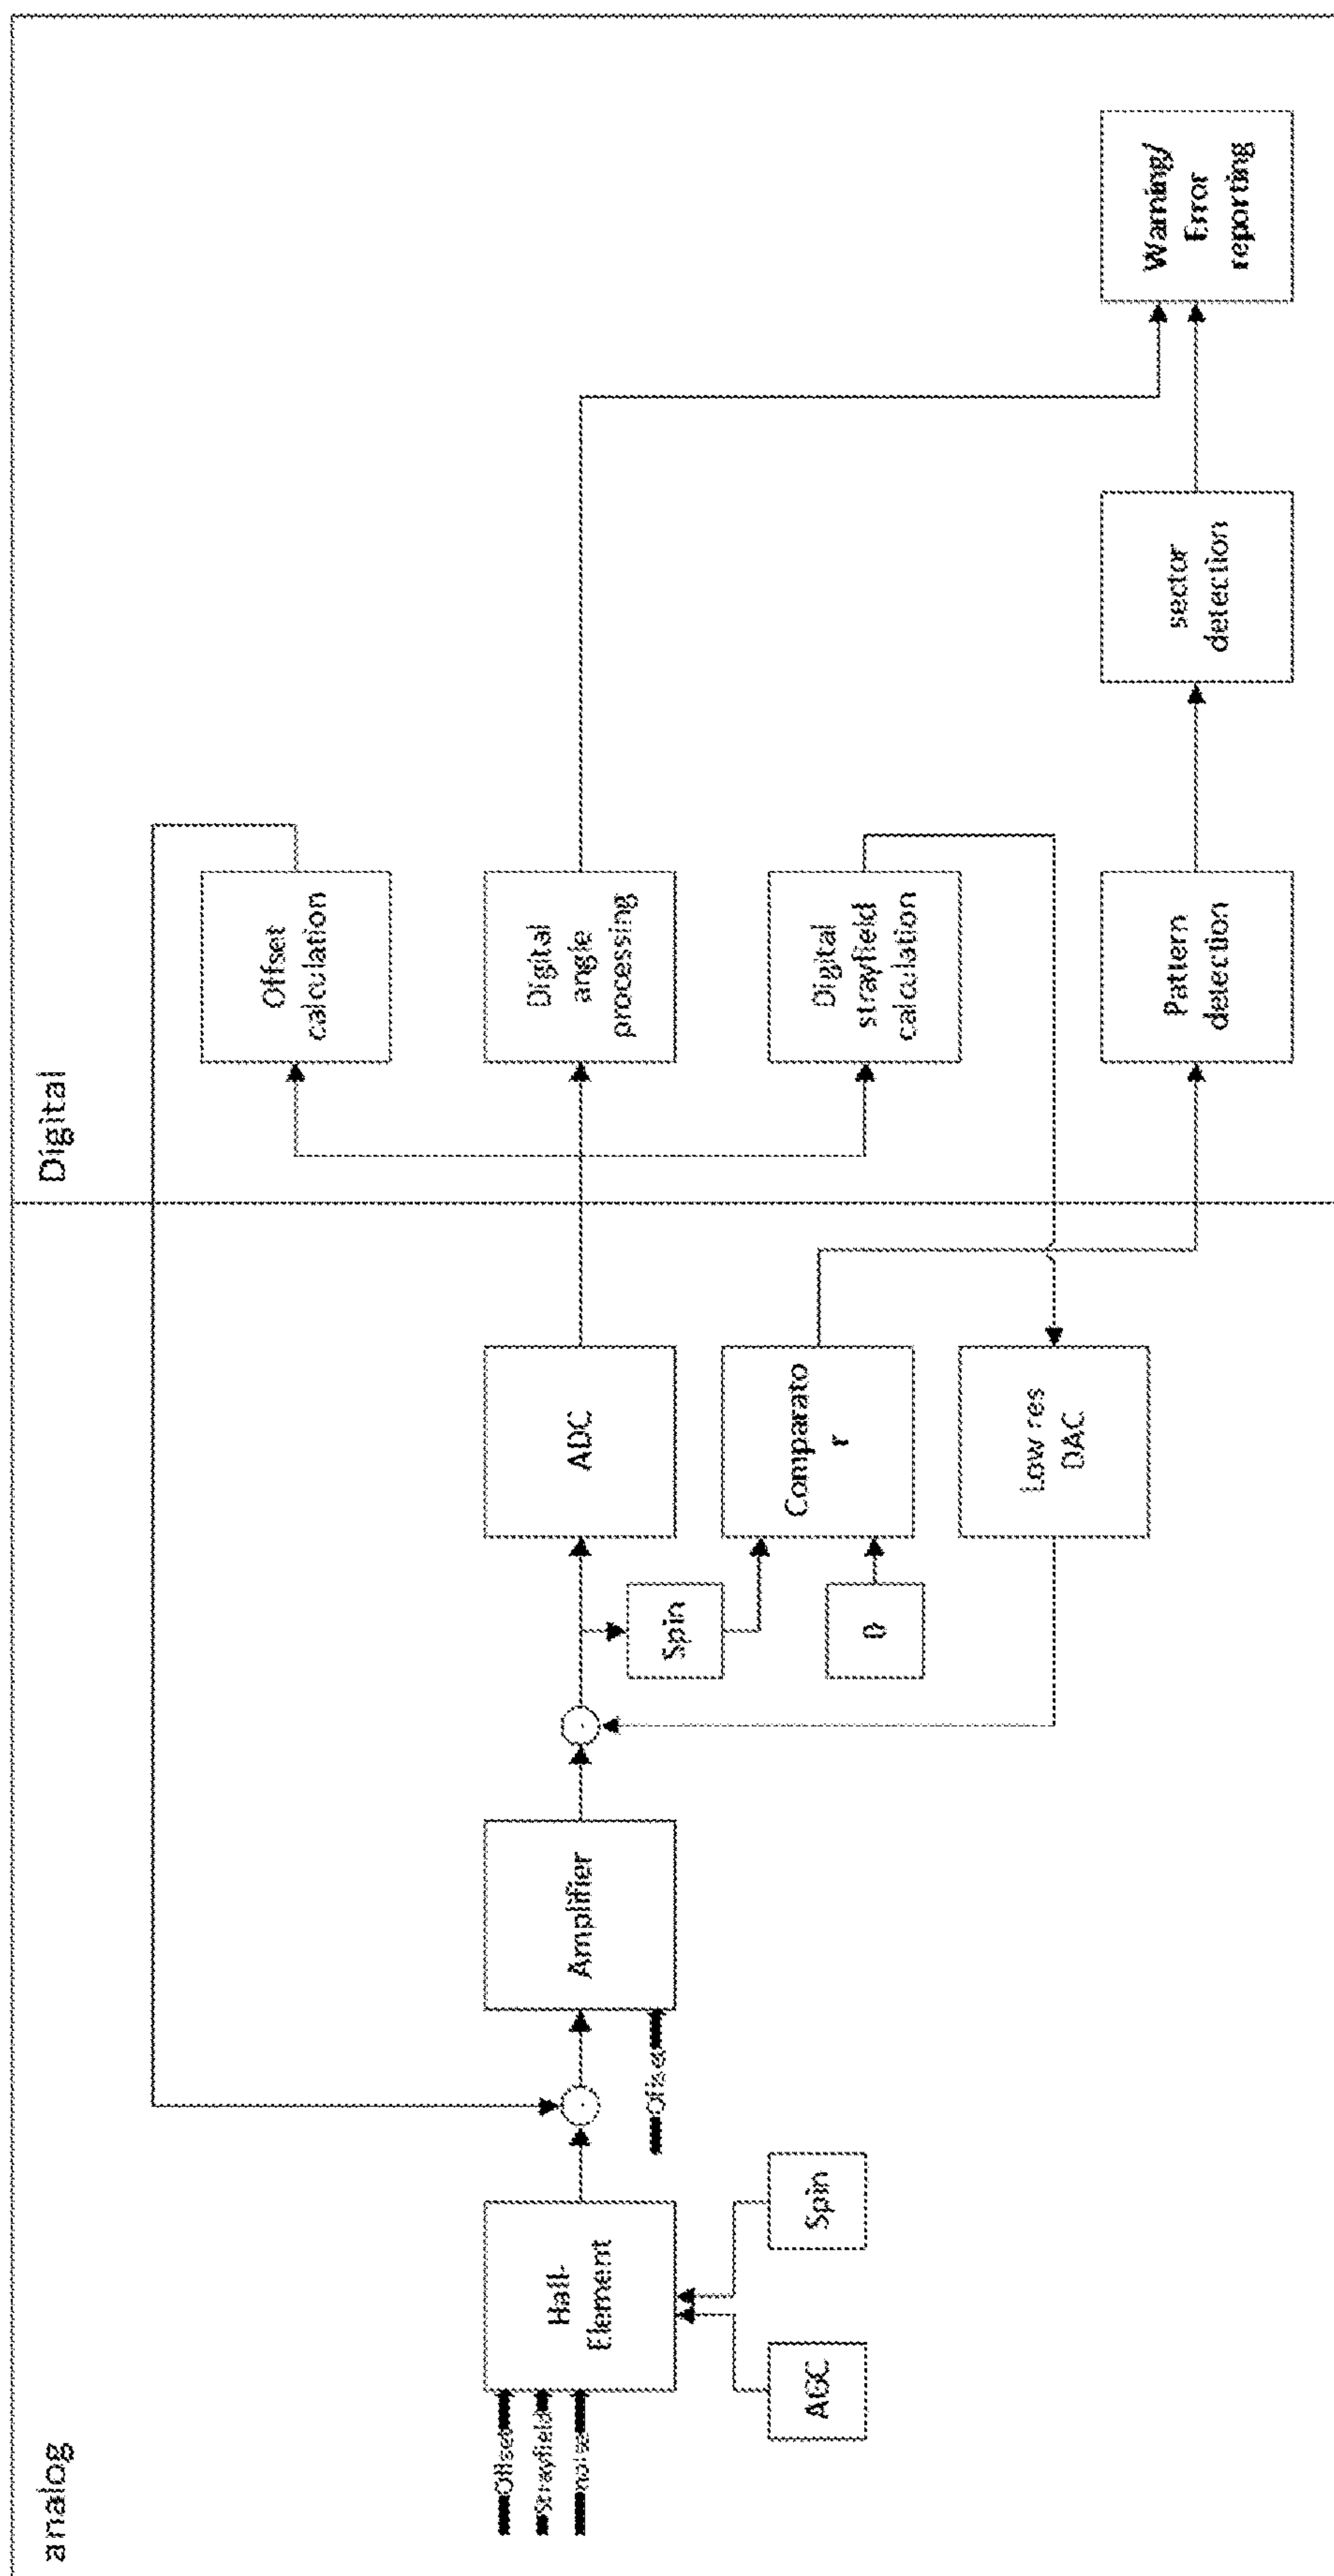 analog
Digital
Offset
Strayfield
noise
Hall-
Element
AGC
Spin
Offset
Amplifier
Spin
0
ADC
Comparato
r
Low res
DAC
Offset
calculation
Digital
angle
processing
Digital
strayfield
calculation
Pattern
detection
sector
detection
Warning/
Error
reporting